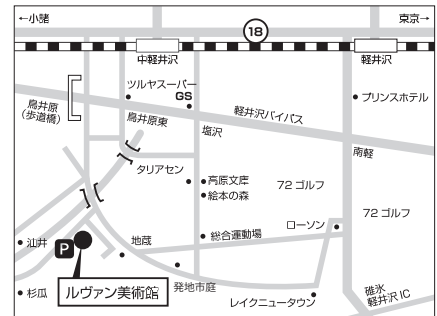 ←小諸
東京→
18
中軽井沢
軽井沢
ツルヤスーパー
GS
プリンスホテル
鳥井原
(歩道橋)
鳥井原東
軽井沢バイパス
塩沢
南軽
タリアセン
高原文庫
絵本の森
72ゴルフ
72ゴルフ
ローソン
辻井
P
地蔵
総合運動場
ルヴァン美術館
杉瓜
発地市庭
レイクニュータウン
碓氷
軽井沢IC